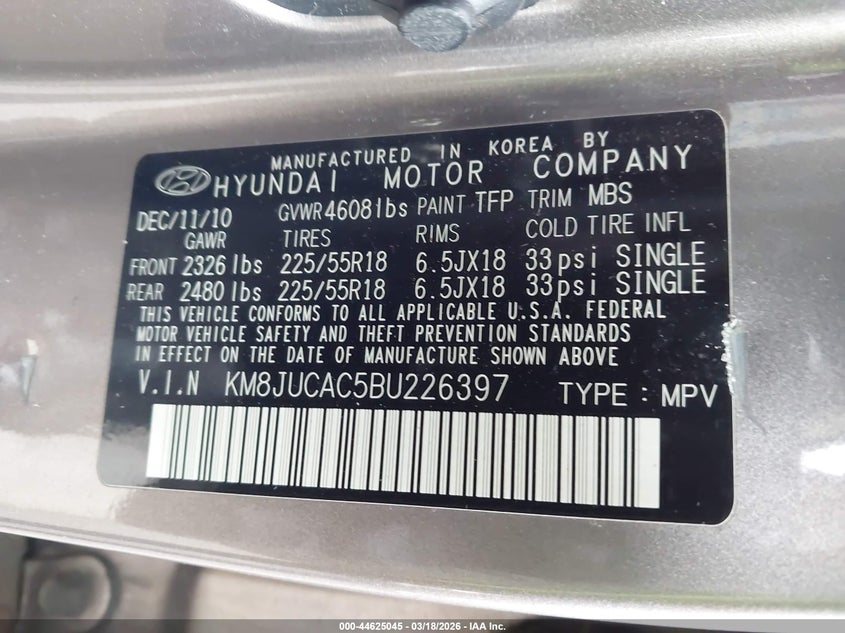 MANUFACTURED IN KOREA BY
HYUNDAI MOTOR COMPANY
DEC/11/10 GVWR 4608lbs PAINT TFP TRIM MBS
GAWR TIRES RIMS COLD TIRE INFL
FRONT 2326 lbs 225/55R18 6.5JX18 33psi SINGLE
REAR 2480 lbs 225/55R18 6.5JX18 33psi SINGLE
THIS VEHICLE CONFORMS TO ALL APPLICABLE U.S.A. FEDERAL
MOTOR VEHICLE SAFETY AND THEFT PREVENTION STANDARDS
IN EFFECT ON THE DATE OF MANUFACTURE SHOWN ABOVE
V.I.N KM8JUCAC5BU226397 TYPE : MPV
000-44625045 - 03/18/2026 - IAA Inc.